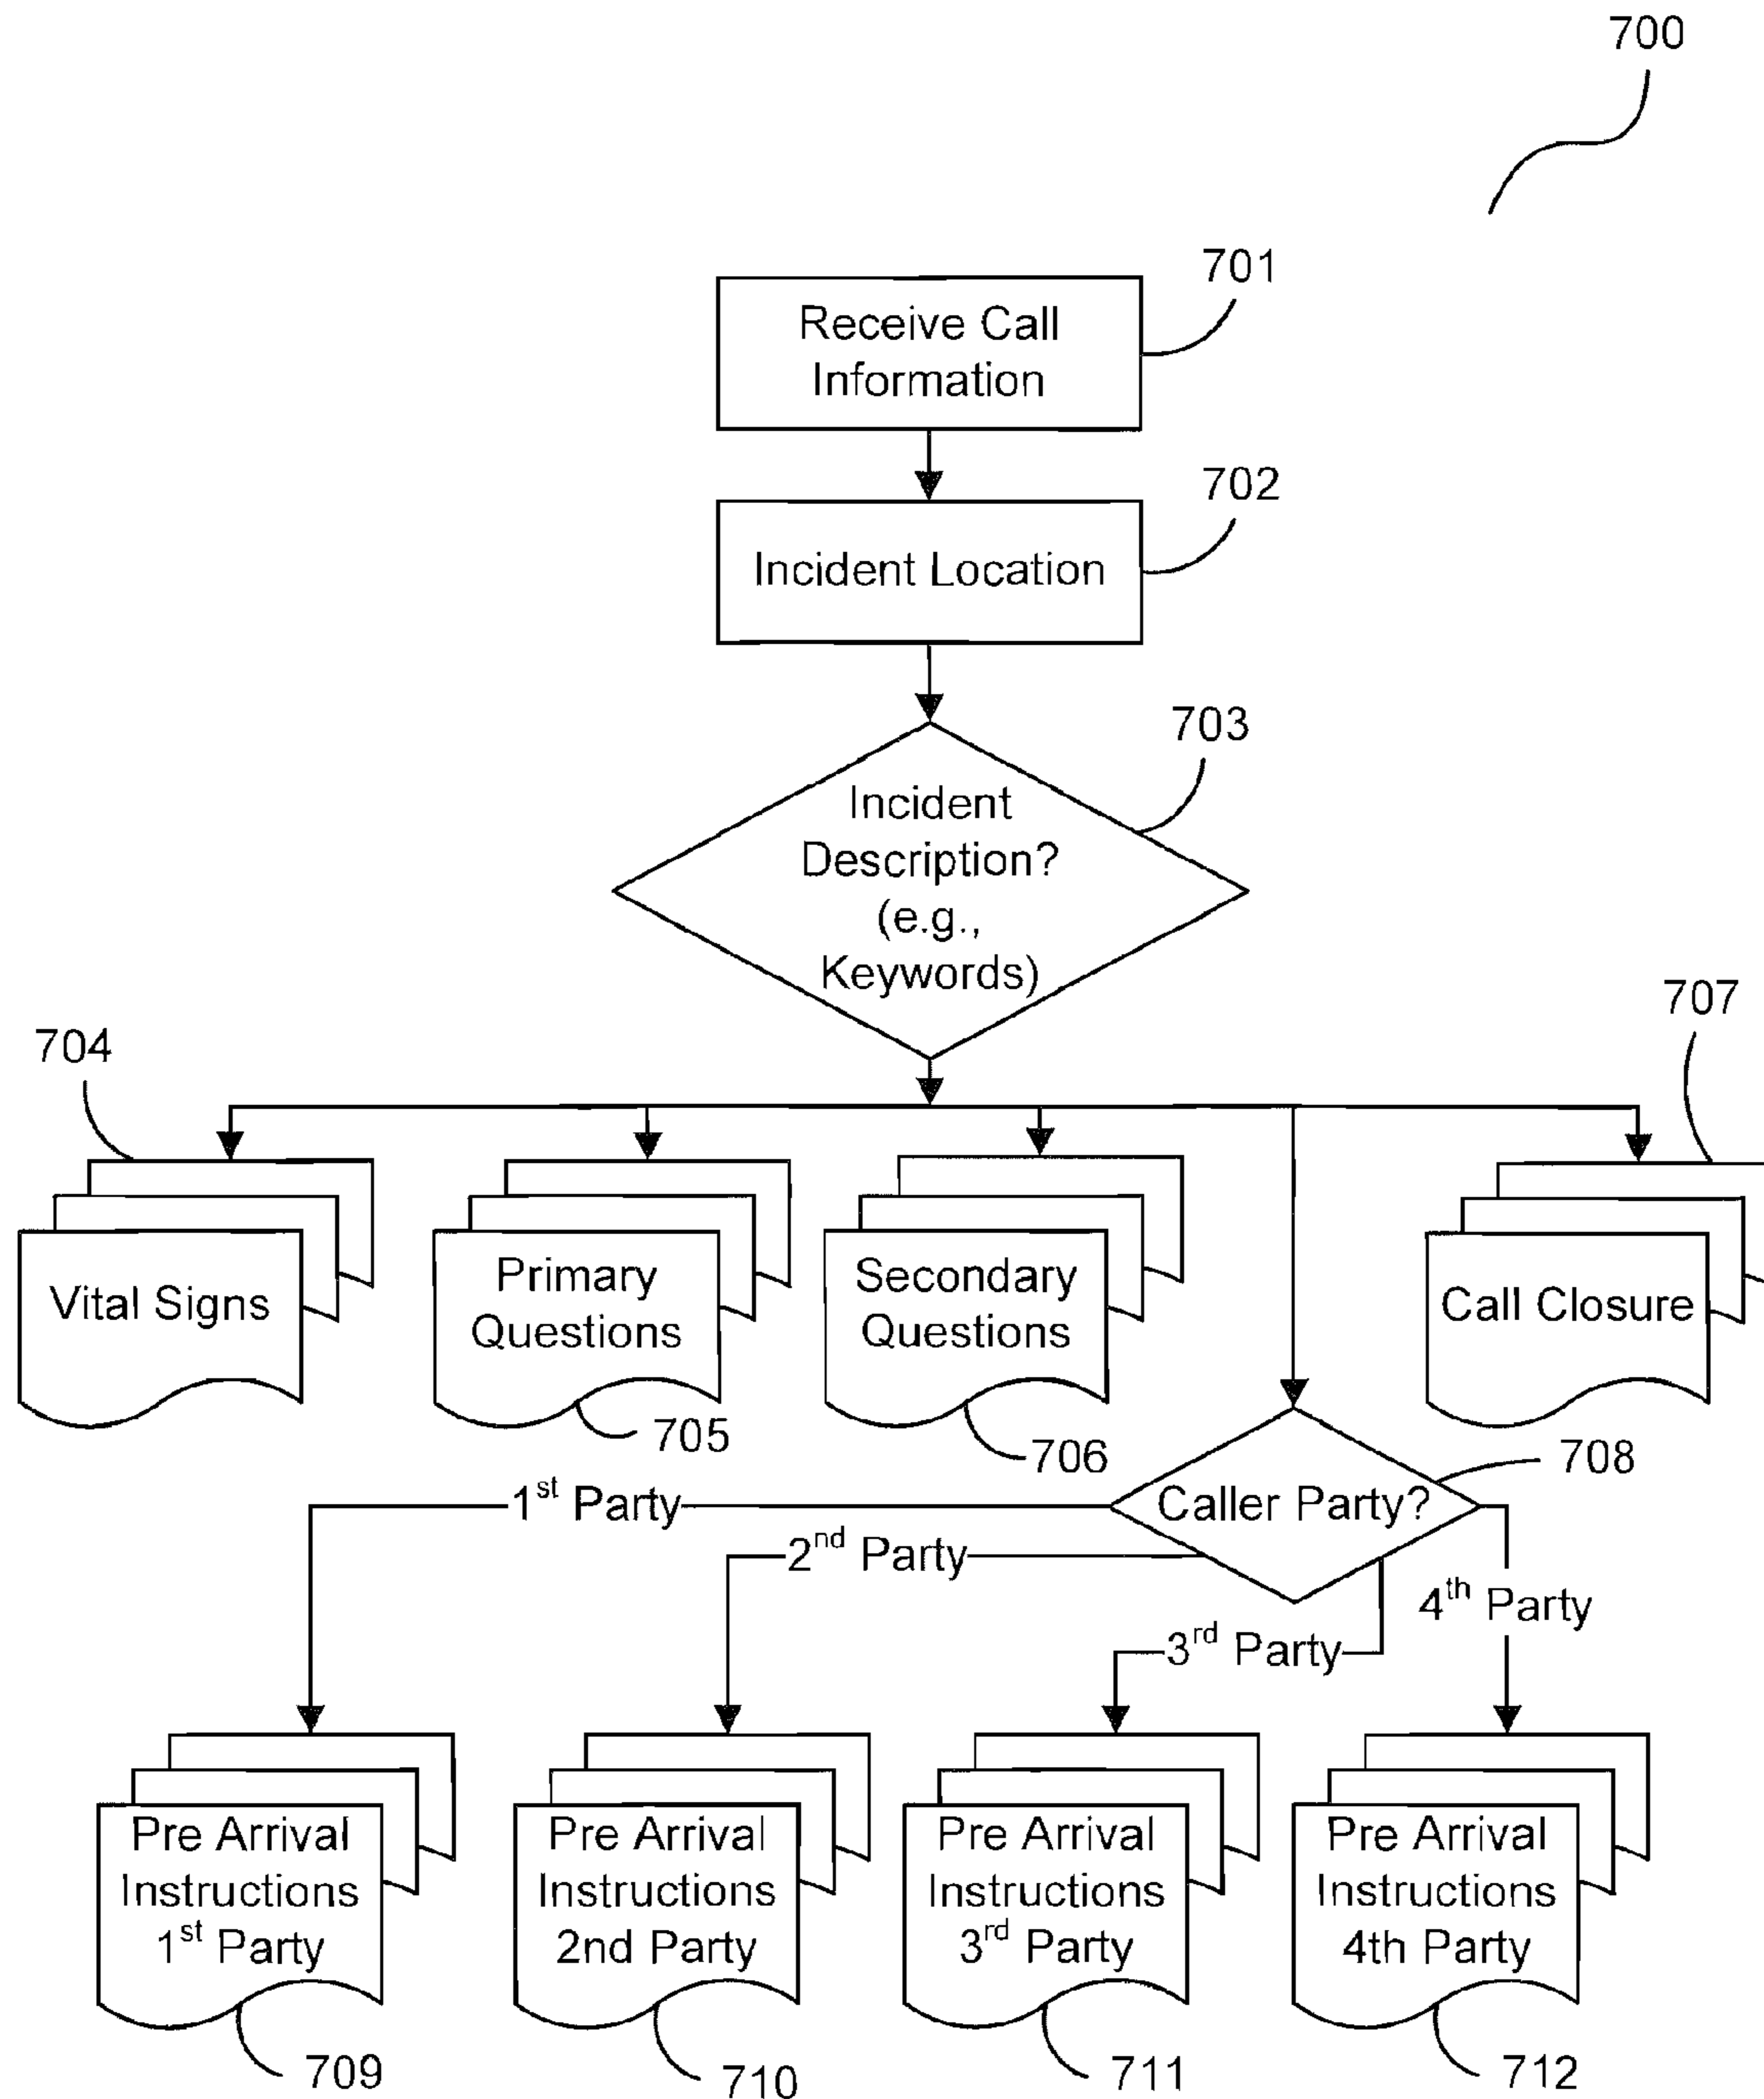 700
701
Receive Call
Information
702
Incident Location
703
Incident
Description?
(e.g.,
Keywords)
704
707
Vital Signs
Primary
Questions
Secondary
Questions
Call Closure
705
706
708
Caller Party?
1st Party
2nd Party
3rd Party
4th Party
Pre Arrival
Instructions
1st Party
Pre Arrival
Instructions
2nd Party
Pre Arrival
Instructions
3rd Party
Pre Arrival
Instructions
4th Party
709
710
711
712